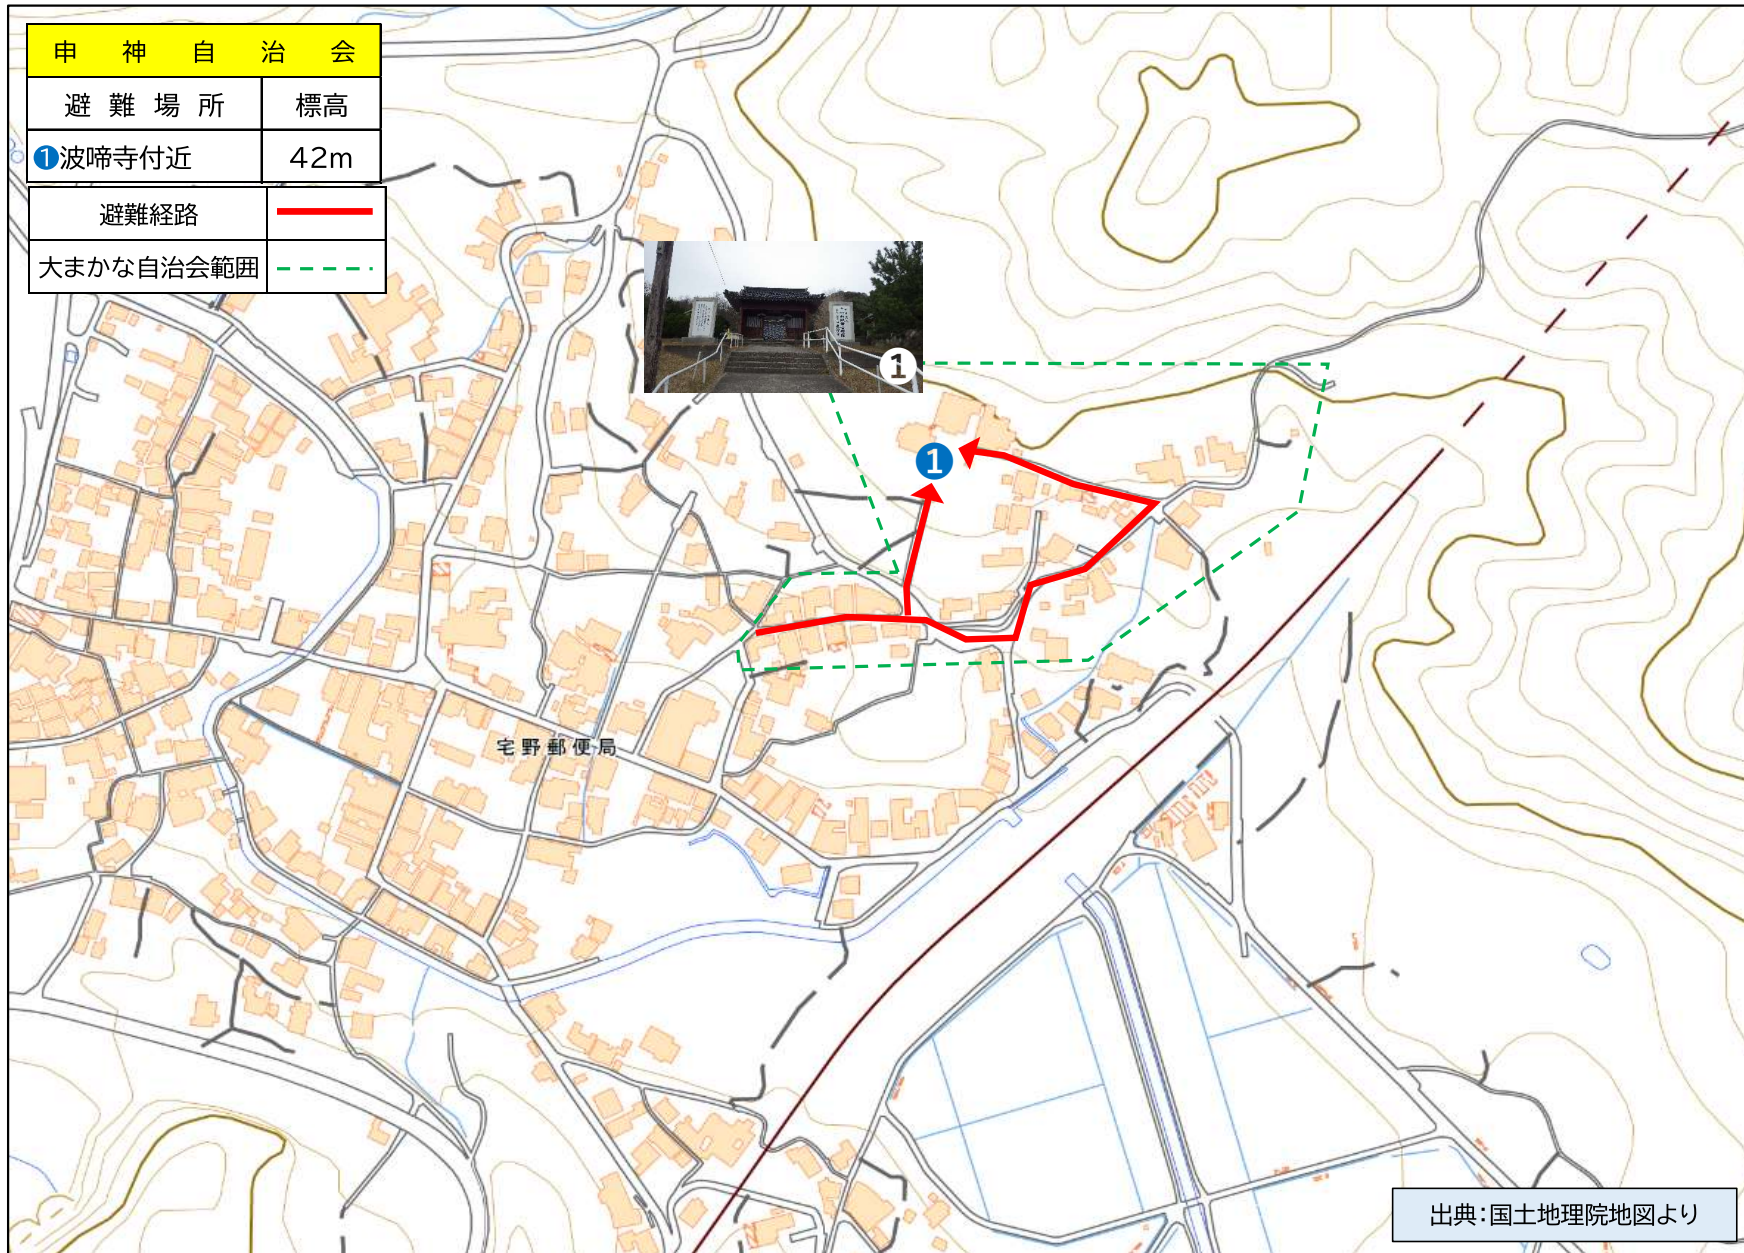 申神自治会
避難場所 標高
❶波啼寺付近 42m
避難経路
大まかな自治会範囲
1
1
宅野郵便局
出典：国土地理院地図より